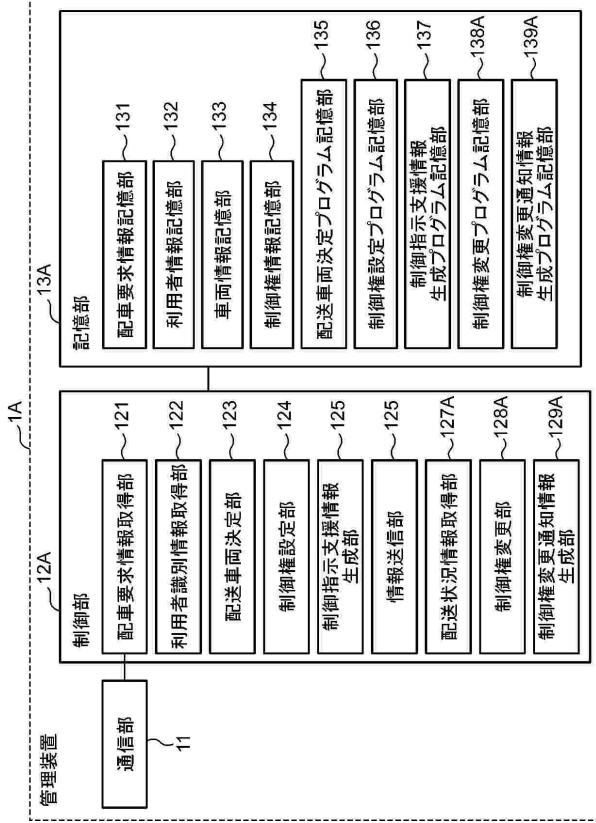 1A
管理装置
通信部
11
12A
制御部
配車要求情報取得部
121
利用者識別情報取得部
122
配送車両決定部
123
制御権設定部
124
制御指示支援情報
生成部
125
情報送信部
125
配送状況情報取得部
127A
制御権変更部
128A
制御権変更通知情報
生成部
129A
13A
記憶部
配車要求情報記憶部
131
利用者情報記憶部
132
車両情報記憶部
133
制御権情報記憶部
134
配送車両決定プログラム記憶部
135
制御権設定プログラム記憶部
136
制御指示支援情報
生成プログラム記憶部
137
制御権変更プログラム記憶部
138A
制御権変更通知情報
生成プログラム記憶部
139A